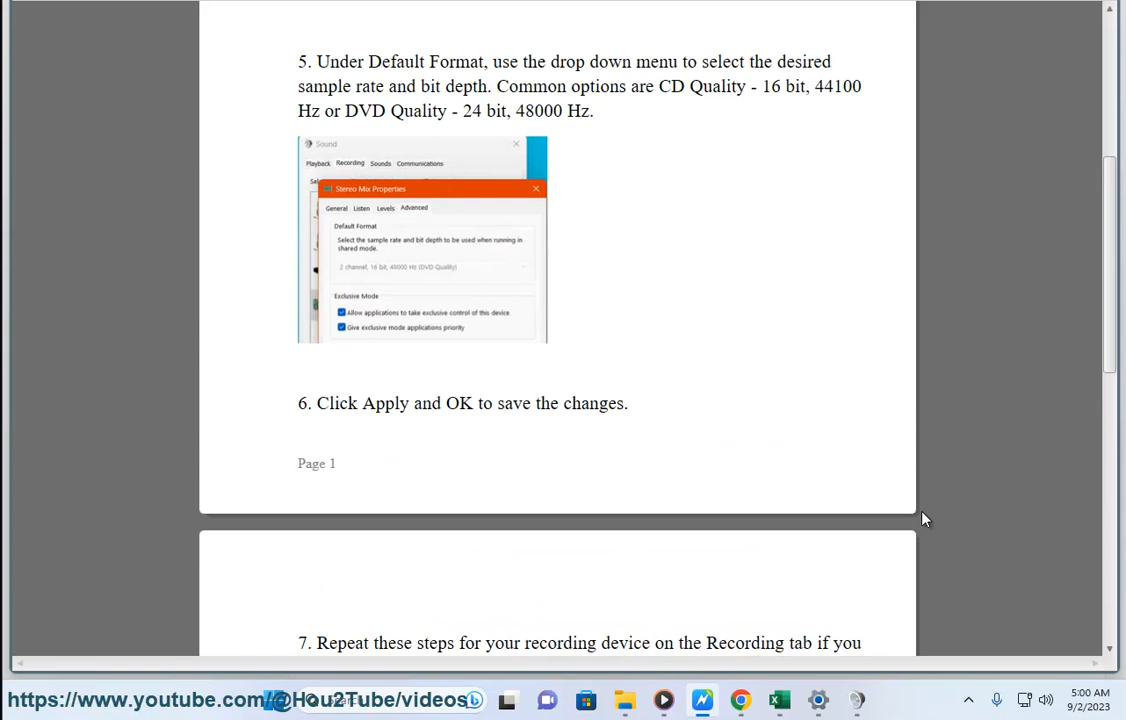 5. Under Default Format, use the drop down menu to select the desired
sample rate and bit depth. Common options are CD Quality - 16 bit, 44100
Hz or DVD Quality - 24 bit, 48000 Hz.
Sound
Playback Recording Sounds Communications
Stereo Mix Properties
General Listen Levels Advanced
Default Format
Select the sample rate and bit depth to be used when running in
shared mode.
2 channel, 16 bit, 48000 Hz (DVD Quality)
Exclusive Mode
Allow applications to take exclusive control of this device
Give exclusive mode applications priority
6. Click Apply and OK to save the changes.
Page 1
7. Repeat these steps for your recording device on the Recording tab if you
https://www.youtube.com/@Hou2Tube/videos
5:00 AM
9/2/2023